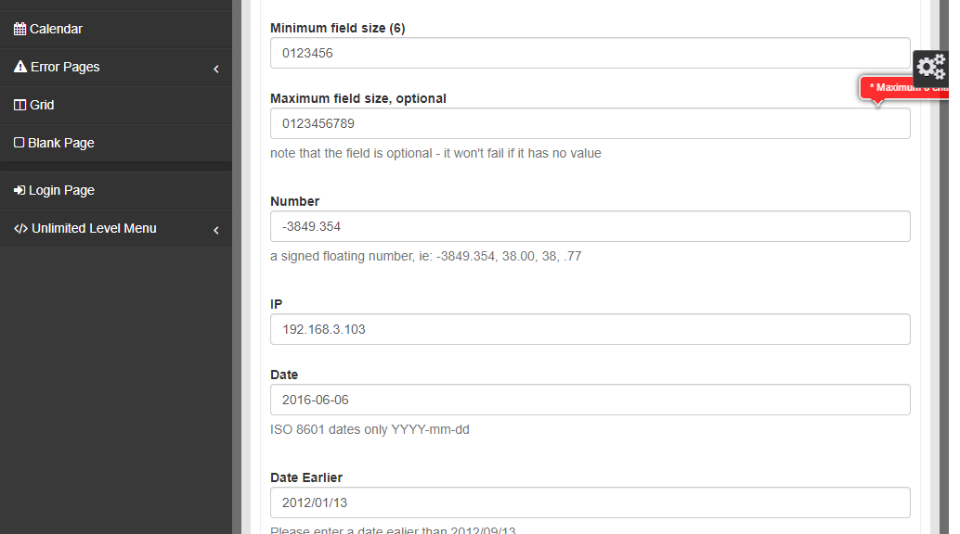 Calendar
Error Pages
Grid
Blank Page
Login Page
Unlimited Level Menu
Minimum field size (6)
0123456
* Maximum 6 cha
Maximum field size, optional
0123456789
note that the field is optional - it won't fail if it has no value
Number
-3849.354
a signed floating number, ie: -3849.354, 38.00, 38, .77
IP
192.168.3.103
Date
2016-06-06
ISO 8601 dates only YYYY-mm-dd
Date Earlier
2012/01/13
Please enter a date ealier than 2012/09/13